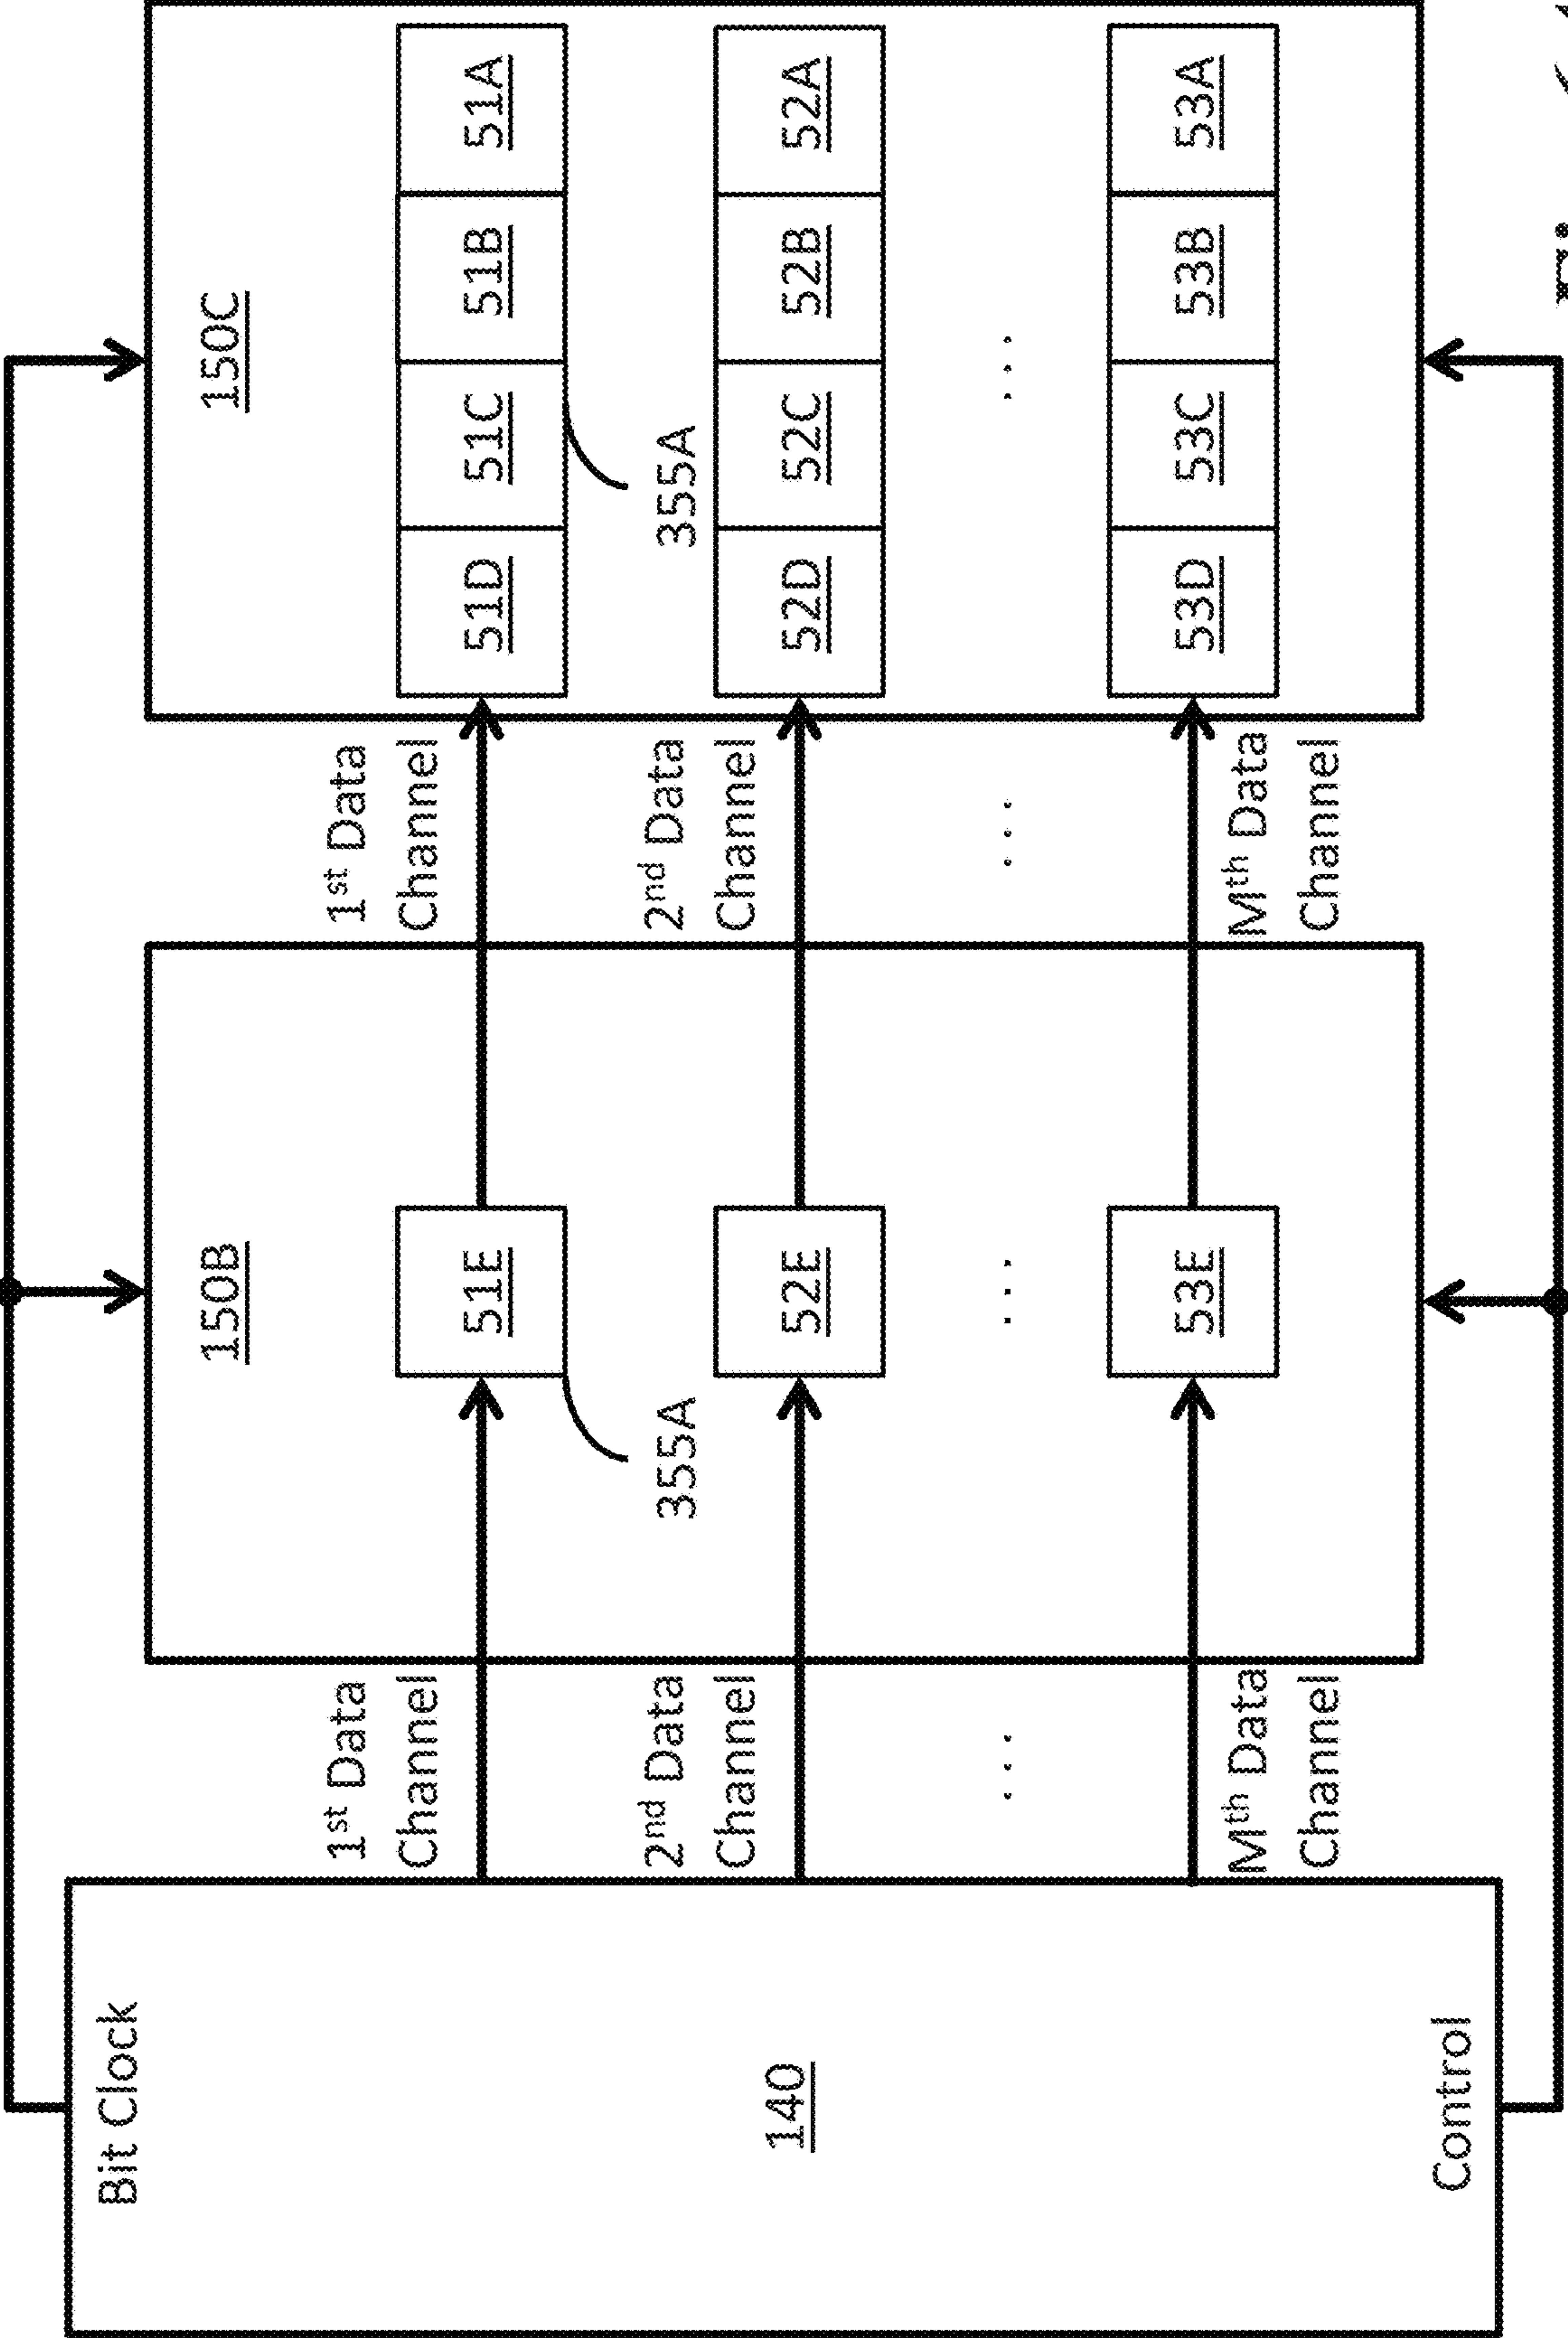 Bit Clock
140
Control
1st Data
Channel
2nd Data
Channel
...
Mth Data
Channel
150B
51E
355A
52E
...
53E
1st Data
Channel
2nd Data
Channel
...
Mth Data
Channel
150C
51D 51C 51B 51A
355A
52D 52C 52B 52A
...
53D 53C 53B 53A